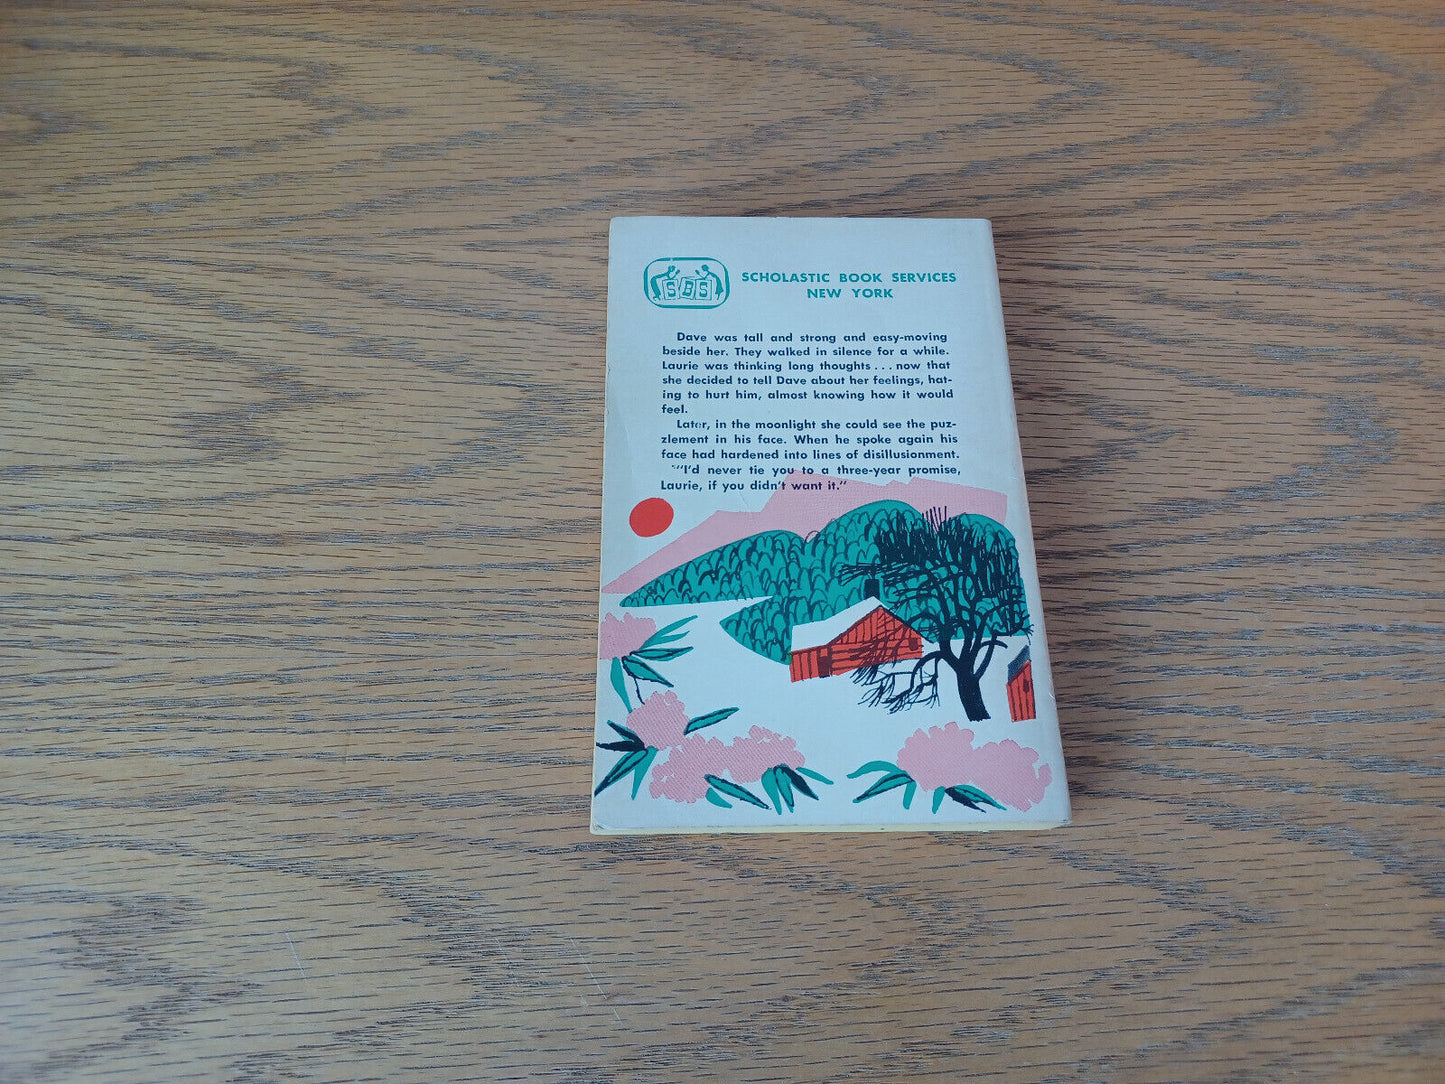 SBS
SCHOLASTIC BOOK SERVICES
NEW YORK
Dave was tall and strong and easy-moving
beside her. They walked in silence for a while.
Laurie was thinking long thoughts . . . now that
she decided to tell Dave about her feelings, hat-
ing to hurt him, almost knowing how it would
feel.
Later, in the moonlight she could see the puz-
zlement in his face. When he spoke again his
face had hardened into lines of disillusionment.
"I'd never tie you to a three-year promise,
Laurie, if you didn't want it."